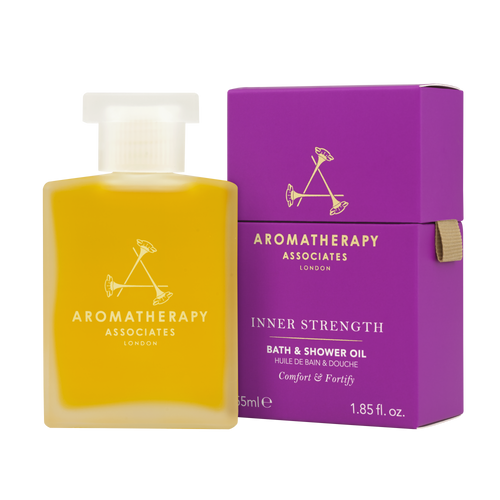 AROMATHERAPY
ASSOCIATES
LONDON
AROMATHERAPY
ASSOCIATES
LONDON
INNER STRENGTH
BATH & SHOWER OIL
HUILE DE BAIN & DOUCHE
Comfort & Fortify
55ml e
1.85 fl. oz.